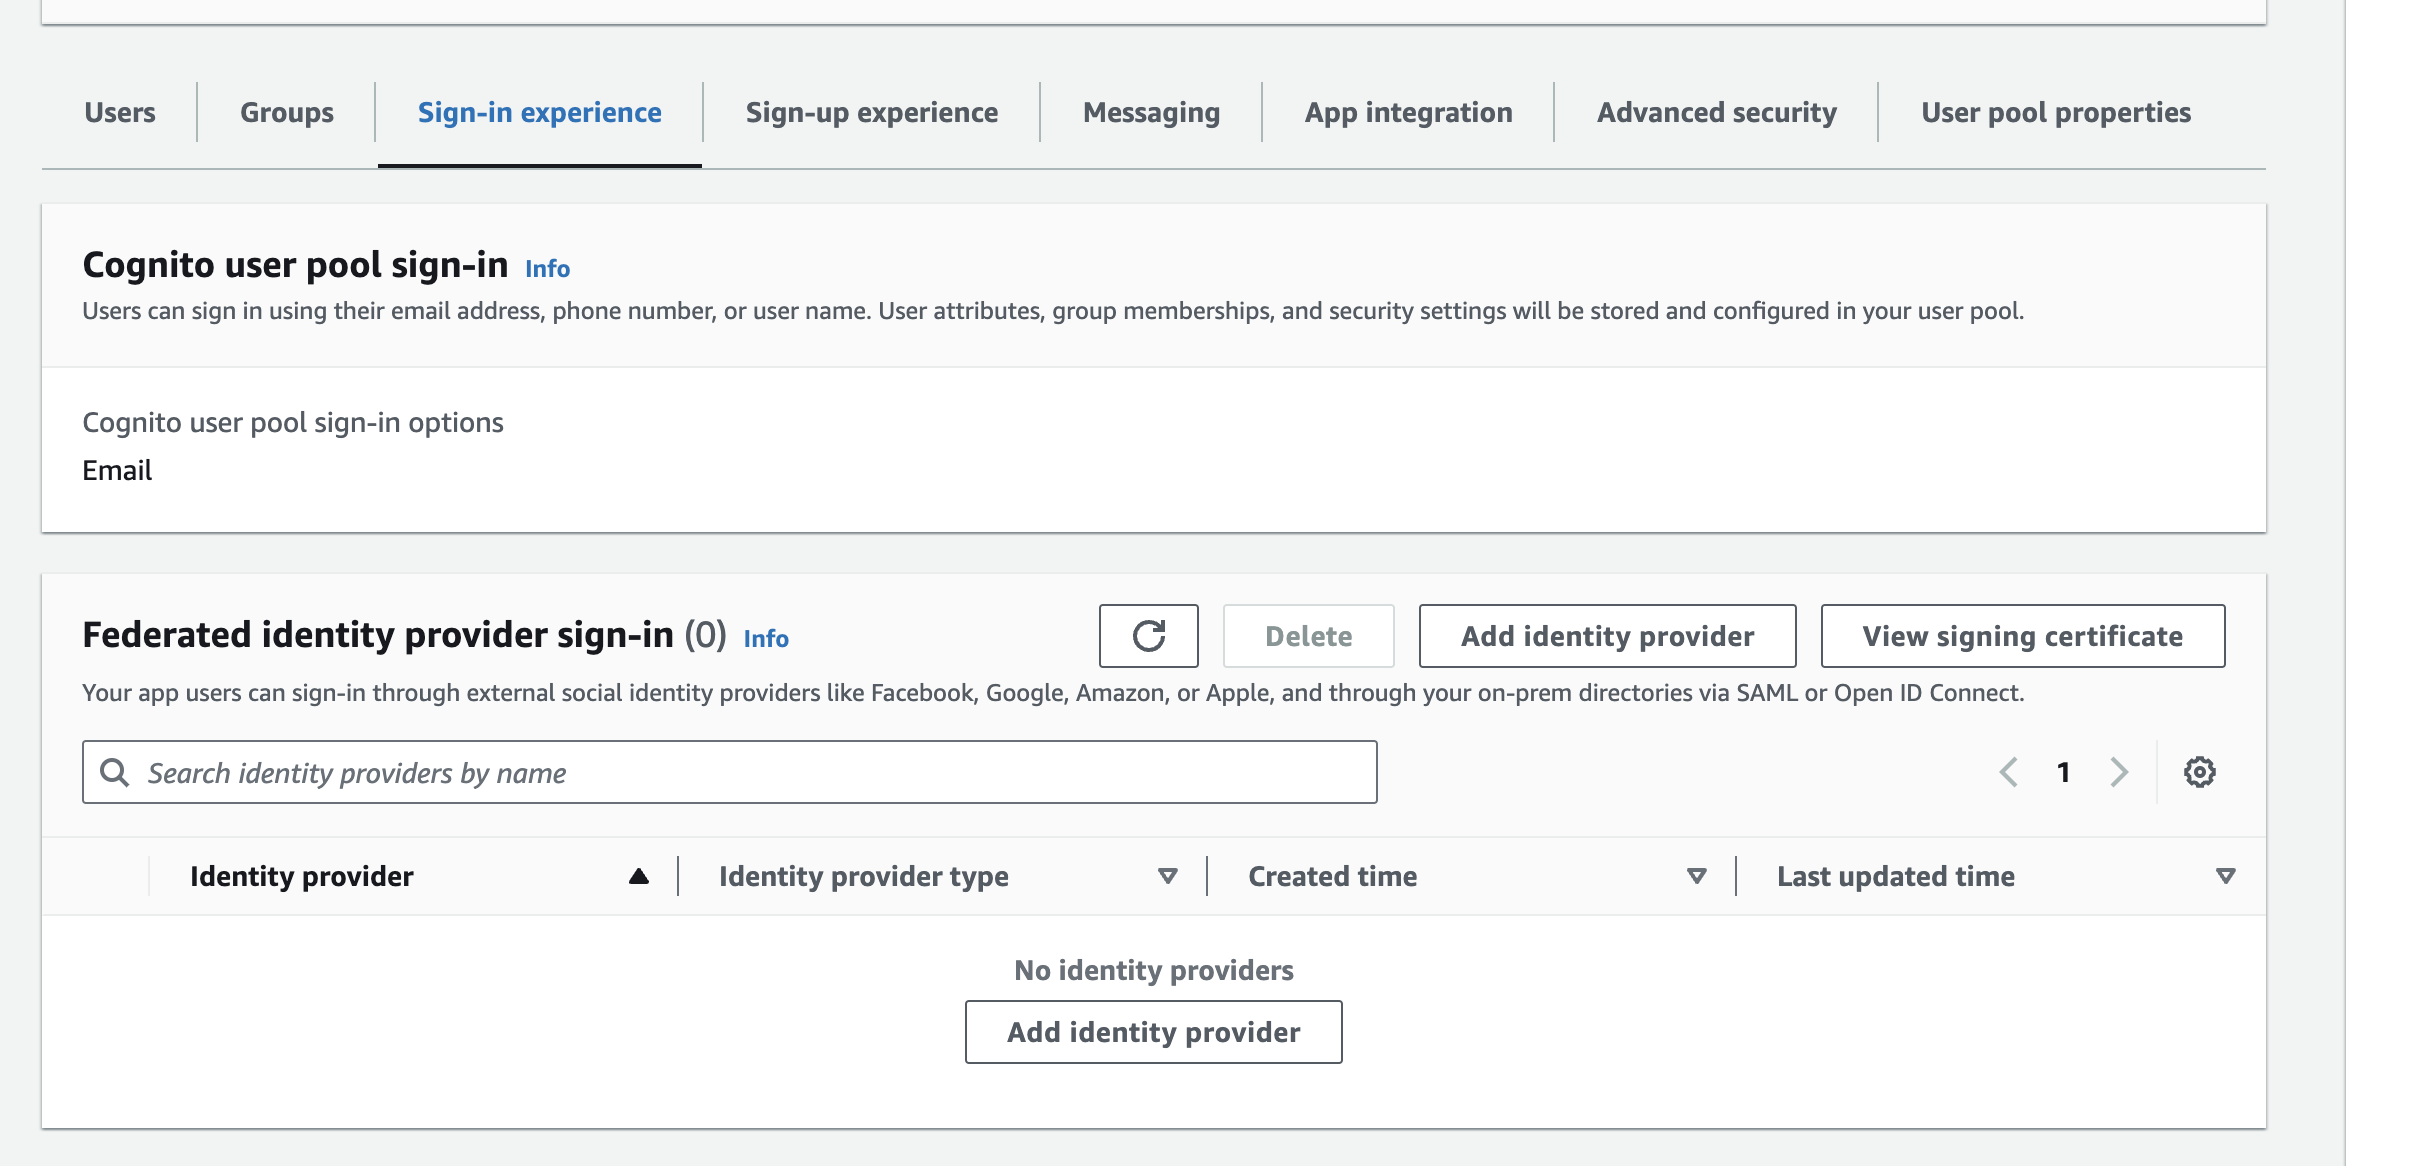 Users
Groups
Sign-in experience
Sign-up experience
Messaging
App integration
Advanced security
User pool properties
Cognito user pool sign-in Info
Users can sign in using their email address, phone number, or user name. User attributes, group memberships, and security settings will be stored and configured in your user pool.
Cognito user pool sign-in options
Email
Federated identity provider sign-in (0) Info
Delete
Add identity provider
View signing certificate
Your app users can sign-in through external social identity providers like Facebook, Google, Amazon, or Apple, and through your on-prem directories via SAML or Open ID Connect.
Search identity providers by name
1
Identity provider
Identity provider type
Created time
Last updated time
No identity providers
Add identity provider